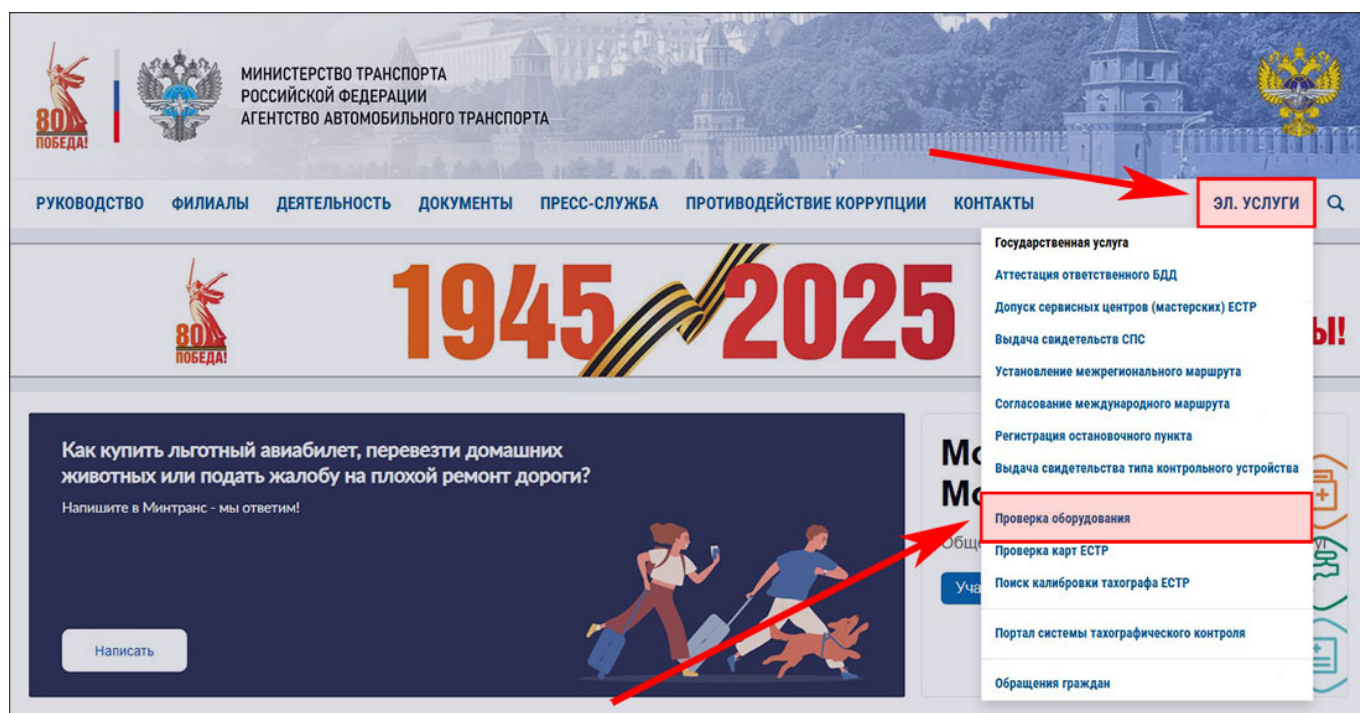 80
ПОБЕДА!
МИНИСТЕРСТВО ТРАНСПОРТА
РОССИЙСКОЙ ФЕДЕРАЦИИ
АГЕНТСТВО АВТОМОБИЛЬНОГО ТРАНСПОРТА
РУКОВОДСТВО ФИЛИАЛЫ ДЕЯТЕЛЬНОСТЬ ДОКУМЕНТЫ ПРЕСС-СЛУЖБА ПРОТИВОДЕЙСТВИЕ КОРРУПЦИИ КОНТАКТЫ ЭЛ. УСЛУГИ
80
ПОБЕДА!
1945 2025
Ы!
Государственная услуга
Аттестация ответственного БДД
Допуск сервисных центров (мастерских) ЕСТР
Выдача свидетельств СПС
Установление межрегионального маршрута
Согласование международного маршрута
Регистрация остановочного пункта
Выдача свидетельства типа контрольного устройства
Проверка оборудования
Проверка карт ЕСТР
Поиск калибровки тахографа ЕСТР
Портал системы тахографического контроля
Обращения граждан
Как купить льготный авиабилет, перевезти домашних
животных или подать жалобу на плохой ремонт дороги?
Напишите в Минтранс - мы ответим!
Написать